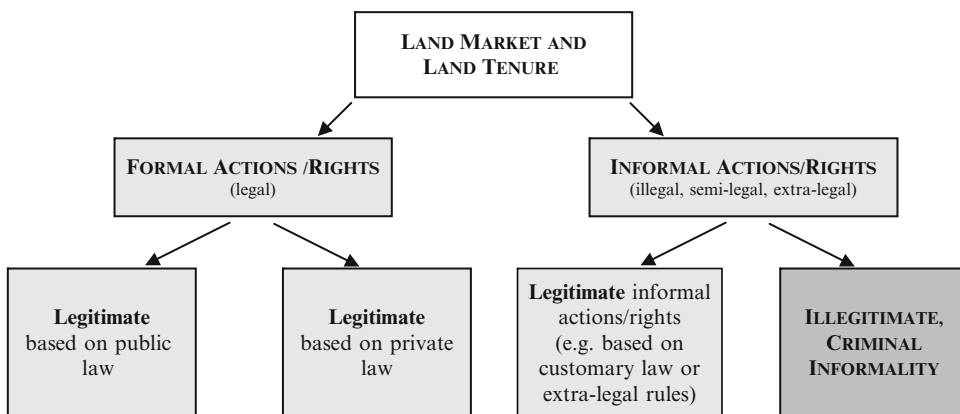 LAND MARKET AND
LAND TENURE
FORMAL ACTIONS /RIGHTS
(legal)
INFORMAL ACTIONS/RIGHTS
(illegal, semi-legal, extra-legal)
Legitimate
based on public
law
Legitimate
based on private
law
Legitimate informal
actions/rights
(e.g. based on
customary law or
extra-legal rules)
ILLEGITIMATE,
CRIMINAL
INFORMALITY